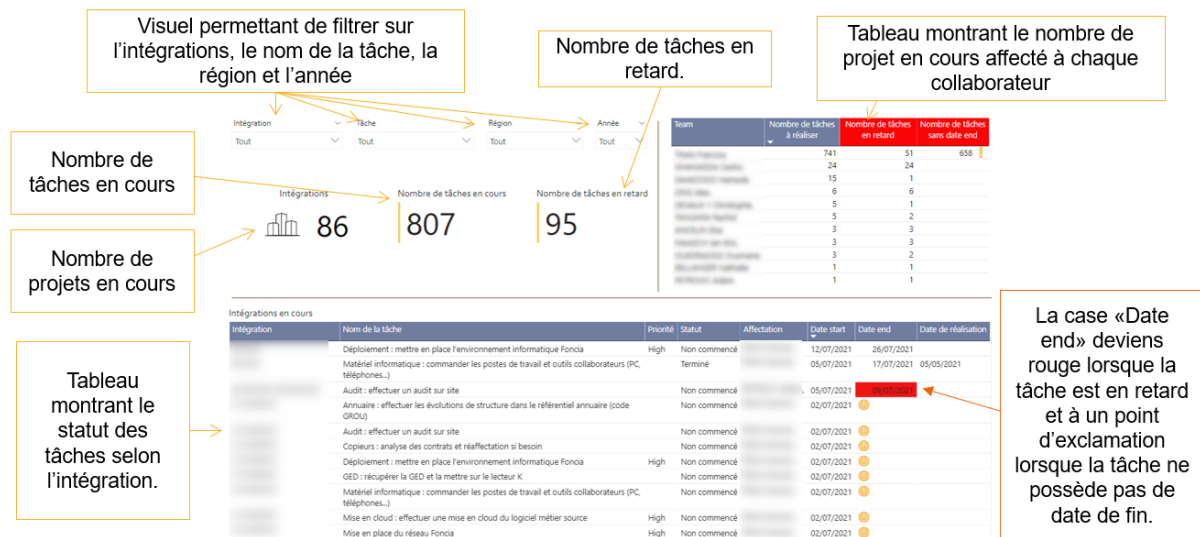 Visuel permettant de filtrer sur
l'intégrations, le nom de la tâche, la
région et l'année
Nombre de tâches en
retard.
Tableau montrant le nombre de
projet en cours affecté à chaque
collaborateur
Intégration
Tâche
Région
Année
Tout
Tout
Tout
Tout
Team
Nombre de tâches
à réaliser
Nombre de tâches
en retard
Nombre de tâches
sans date end
741 51 658
24 24
15 1
6 6
5 1
5 2
3 3
3 3
3 2
1 1
1 1
Nombre de
tâches en cours
Nombre de
projets en cours
Intégrations
86
Nombre de tâches en cours
807
Nombre de tâches en retard
95
Intégrations en cours
Intégration Nom de la tâche Priorité Statut Affectation Date start Date end Date de réalisation
Déploiement : mettre en place l'environnement informatique Foncia High Non commencé 12/07/2021 26/07/2021
Matériel informatique : commander les postes de travail et outils collaborateurs (PC, Terminé 05/07/2021 17/07/2021 05/05/2021
téléphones...)
Audit : effectuer un audit sur site Non commencé 05/07/2021 09/07/2021
Annuaire : effectuer les évolutions de structure dans le référentiel annuaire (code Non commencé 02/07/2021
GROU)
Audit : effectuer un audit sur site Non commencé 02/07/2021
Copieurs : analyse des contrats et réaffectation si besoin Non commencé 02/07/2021
Déploiement : mettre en place l'environnement informatique Foncia High Non commencé 02/07/2021
GED : récupérer la GED et la mettre sur le lecteur K Non commencé 02/07/2021
Matériel informatique : commander les postes de travail et outils collaborateurs (PC, Non commencé 02/07/2021
téléphones...)
Mise en cloud : effectuer une mise en cloud du logiciel métier source High Non commencé 02/07/2021
Mise en place du réseau Foncia High Non commencé 02/07/2021
Tableau
montrant le
statut des
tâches selon
l'intégration.
La case «Date
end» deviens
rouge lorsque la
tâche est en retard
et à un point
d'exclamation
lorsque la tâche ne
possède pas de
date de fin.